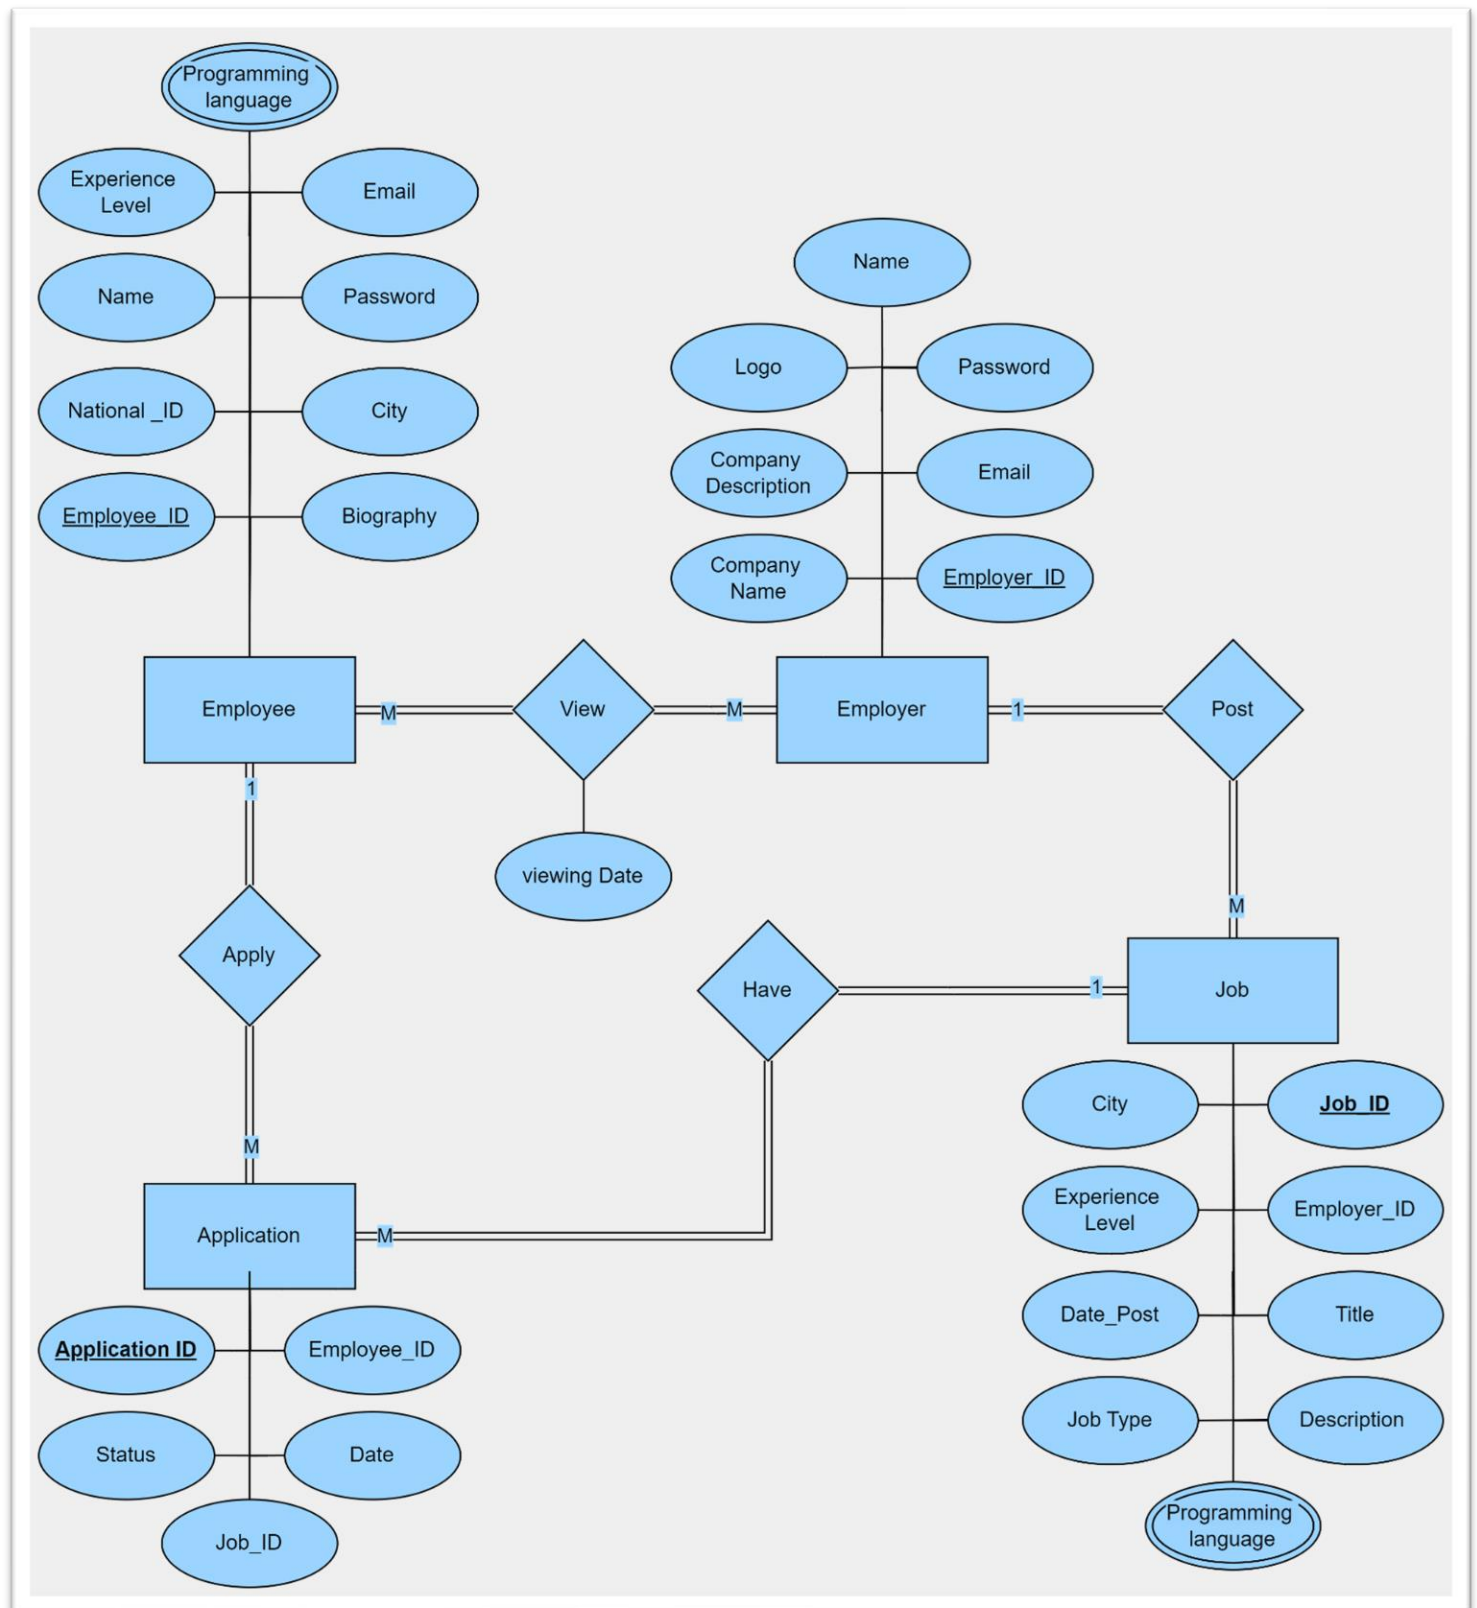 Programming
language
Experience
Level
Email
Name
Password
National _ID
City
Employee_ID
Biography
Name
Logo
Password
Company
Description
Email
Company
Name
Employer_ID
Employee
M
View
M
Employer
1
Post
1
viewing Date
M
Apply
Have
1
Job
M
Application
M
City
Job_ID
Experience
Level
Employer_ID
Date_Post
Title
Job Type
Description
Programming
language
Application ID
Employee_ID
Status
Date
Job_ID